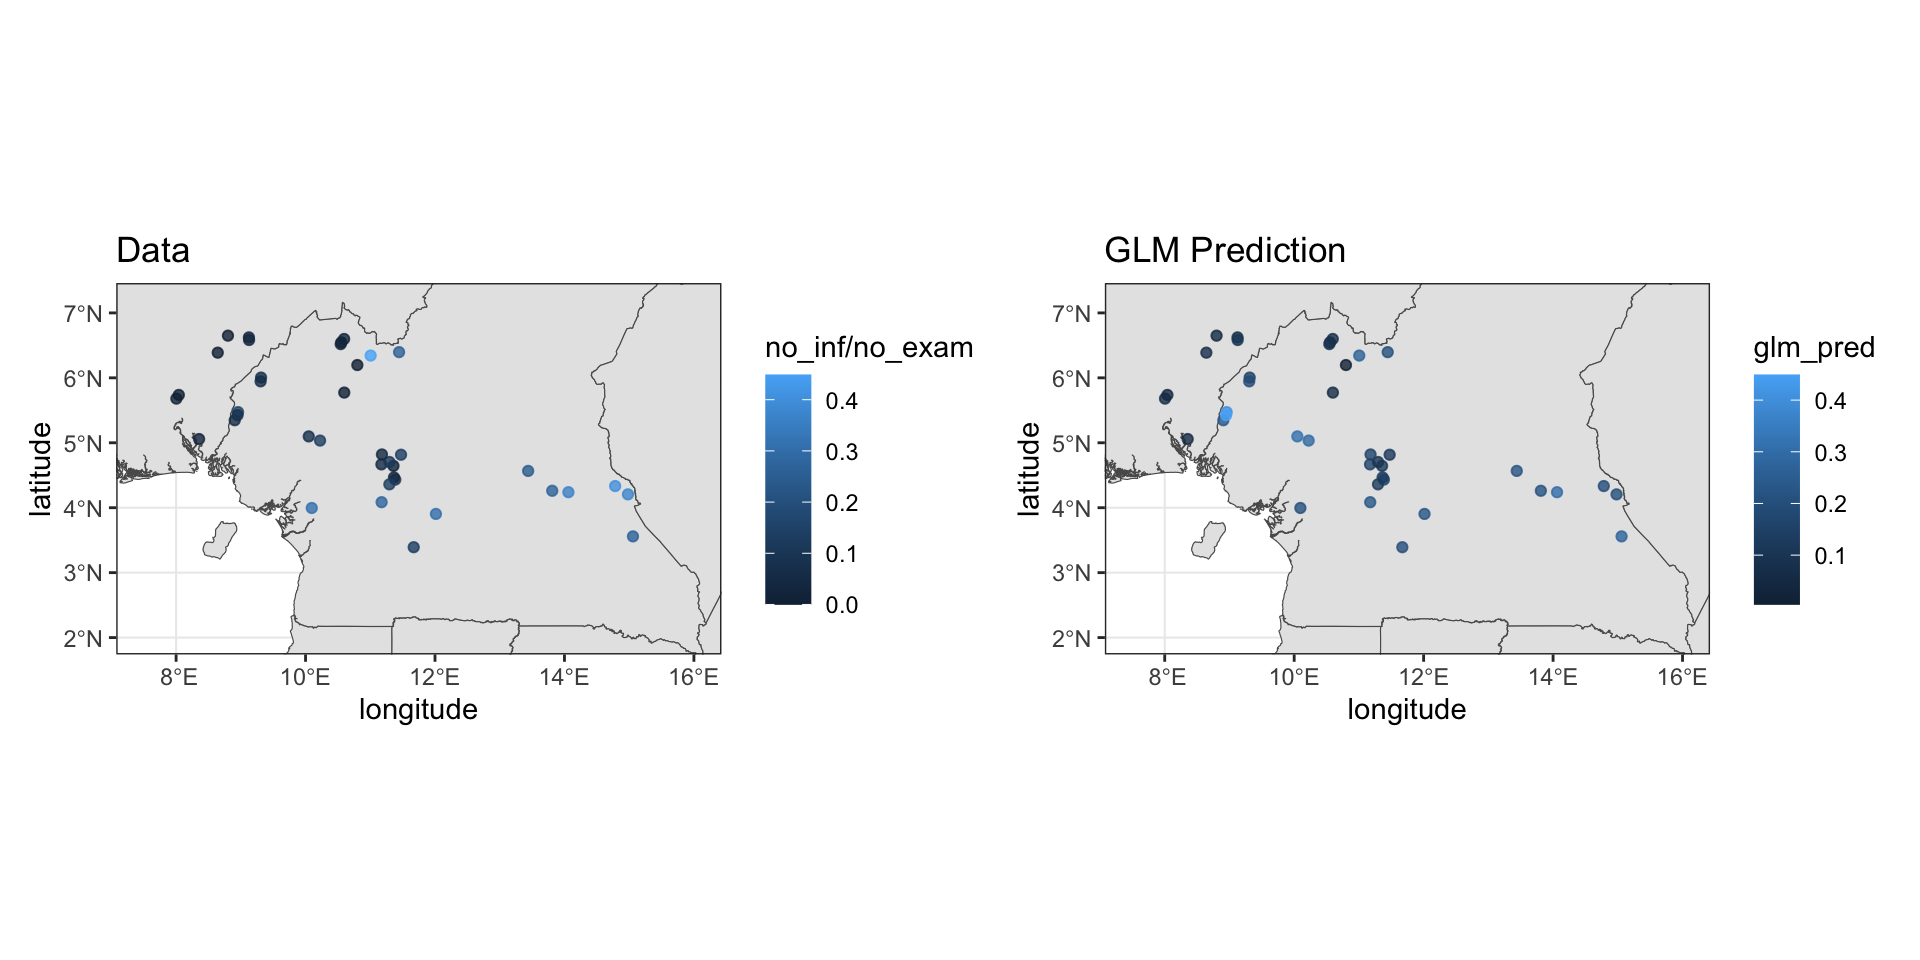 Data
7°N
6°N
5°N
4°N
3°N
2°N
latitude
8°E 10°E 12°E 14°E 16°E
longitude
no_inf/no_exam
0.4
0.3
0.2
0.1
0.0
GLM Prediction
7°N
6°N
5°N
4°N
3°N
2°N
latitude
8°E 10°E 12°E 14°E 16°E
longitude
glm_pred
0.4
0.3
0.2
0.1